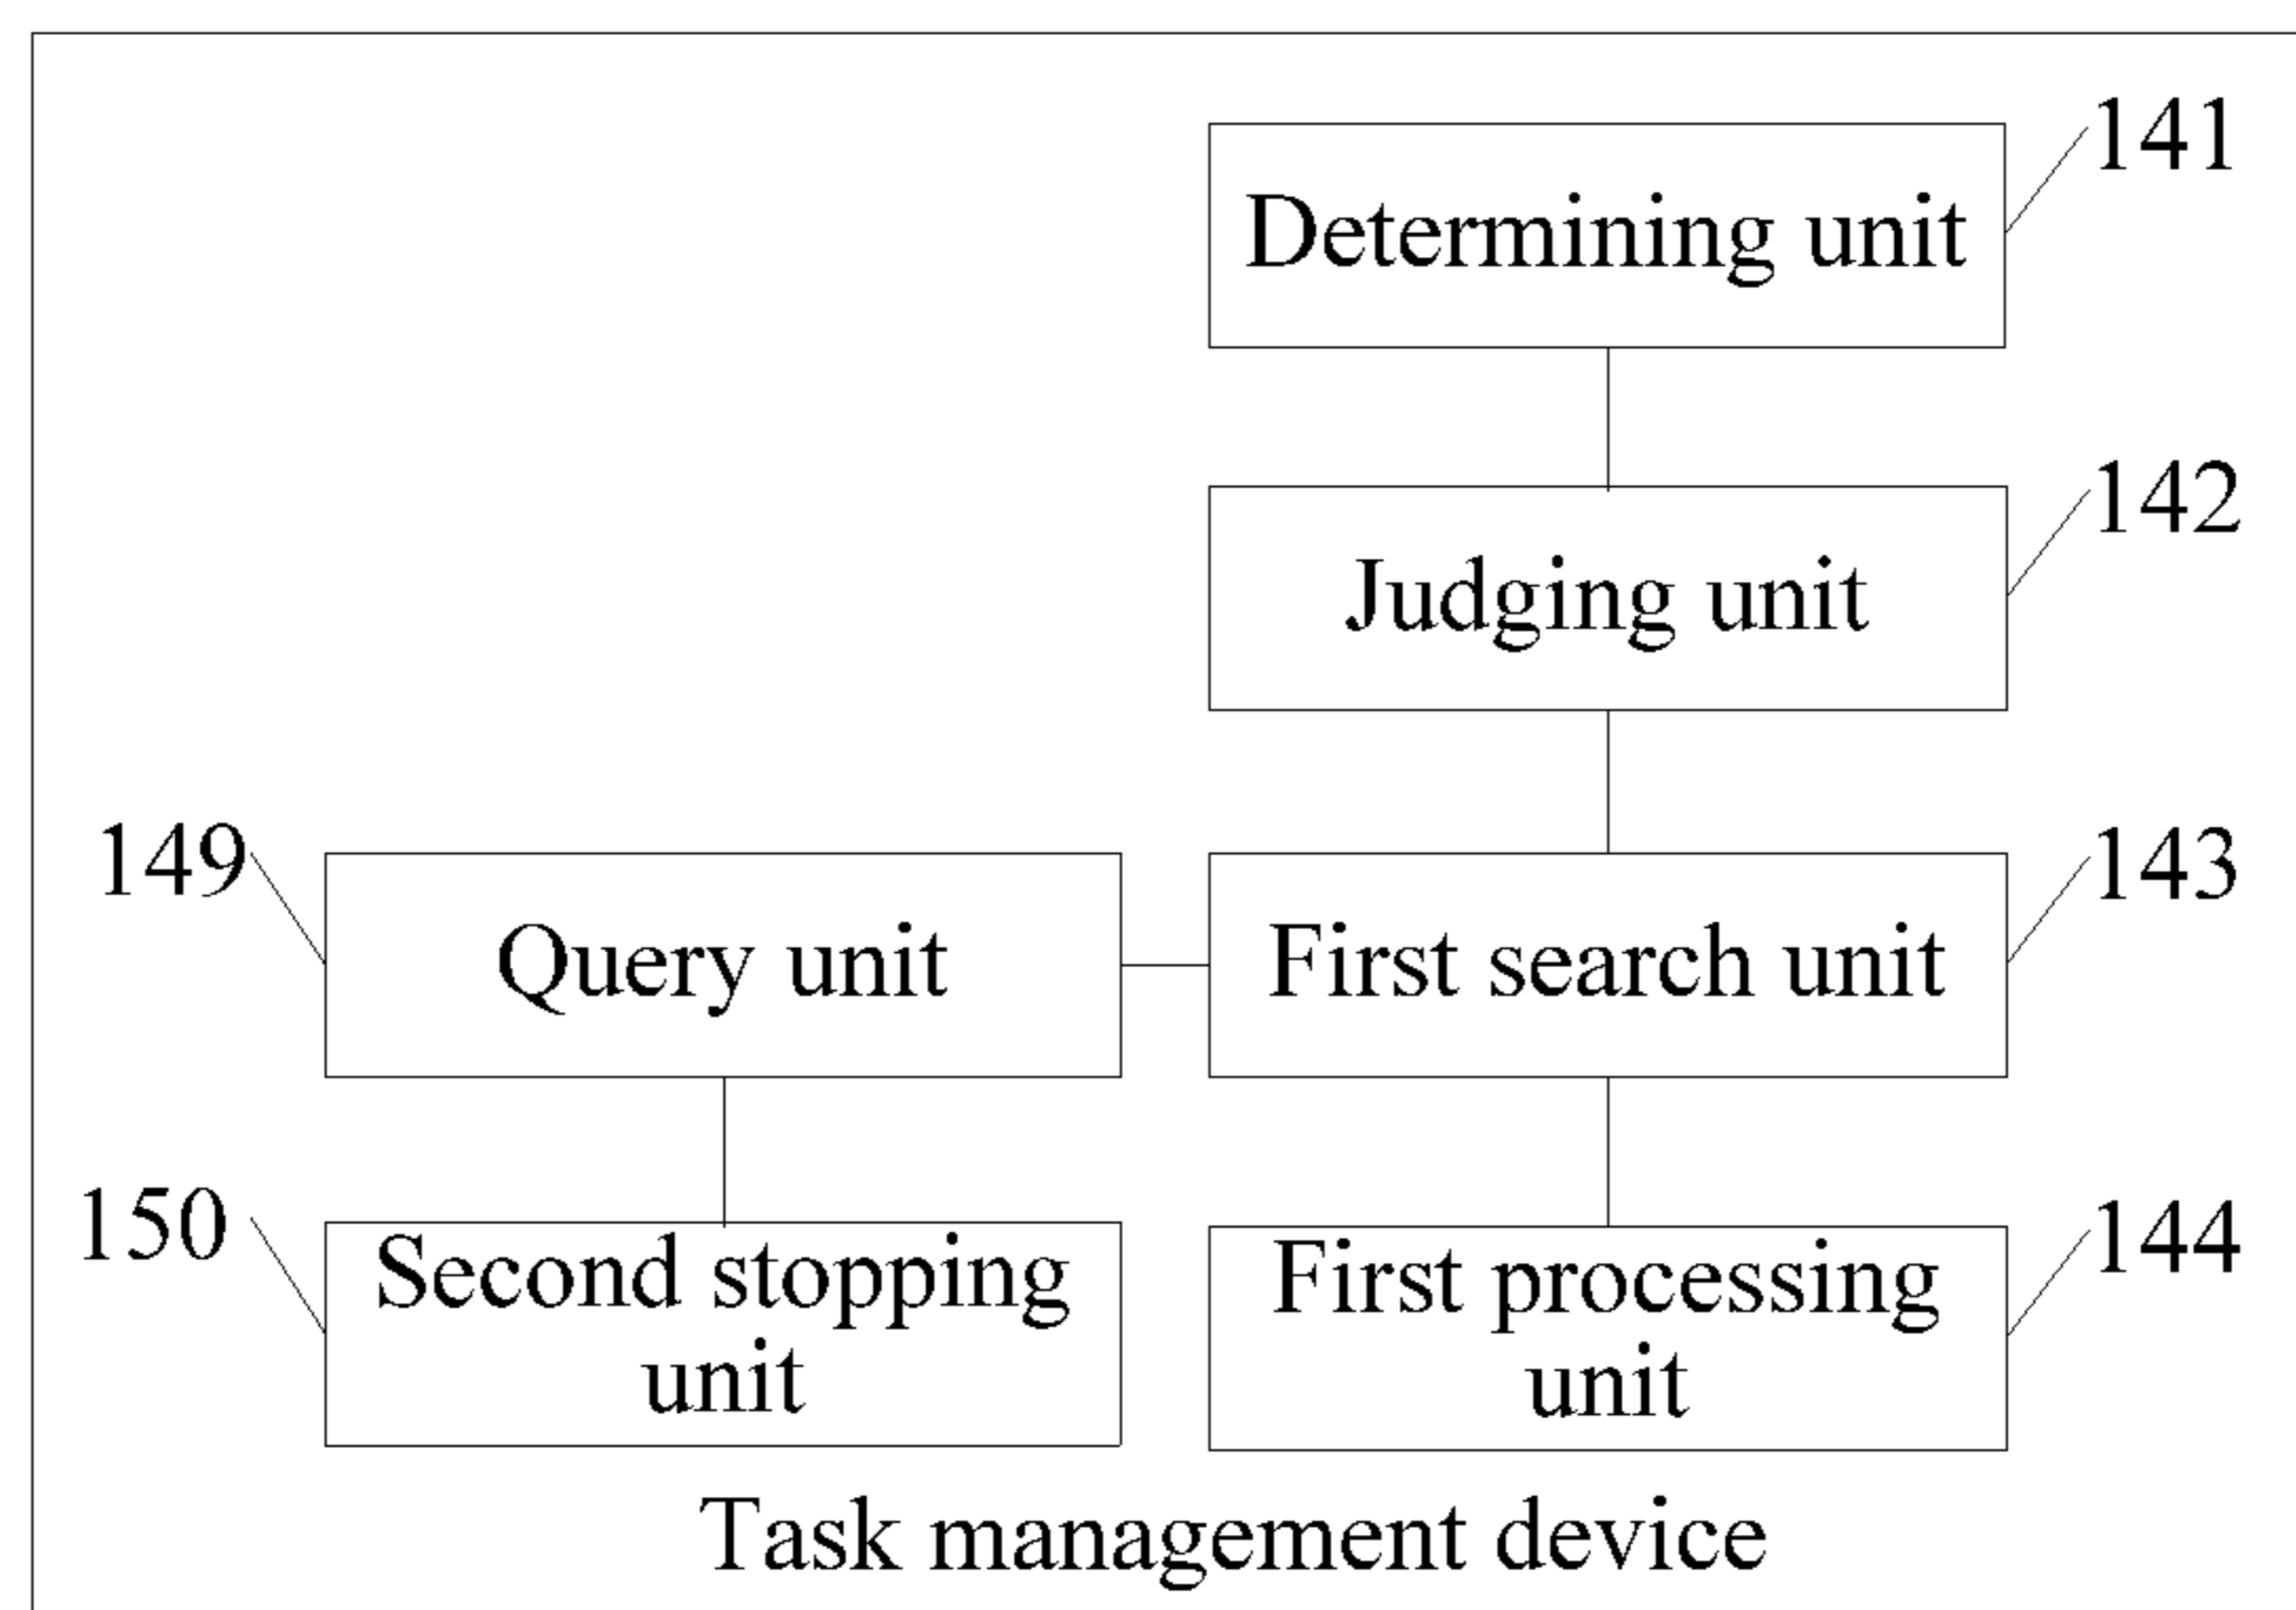 141
Determining unit
142
Judging unit
149
143
Query unit
First search unit
150
144
Second stopping
unit
First processing
unit
Task management device